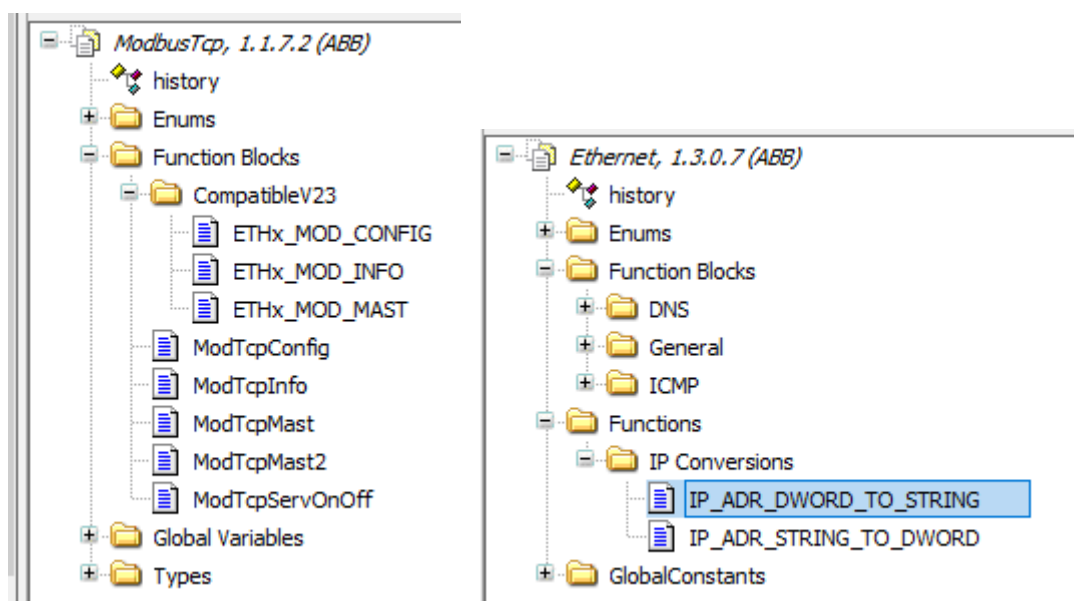 ModbusTcp, 1.1.7.2 (ABB)
history
Enums
Function Blocks
CompatibleV23
ETHx_MOD_CONFIG
ETHx_MOD_INFO
ETHx_MOD_MAST
ModTcpConfig
ModTcpInfo
ModTcpMast
ModTcpMast2
ModTcpServOnOff
Global Variables
Types
Ethernet, 1.3.0.7 (ABB)
history
Enums
Function Blocks
DNS
General
ICMP
Functions
IP Conversions
IP_ADR_DWORD_TO_STRING
IP_ADR_STRING_TO_DWORD
GlobalConstants